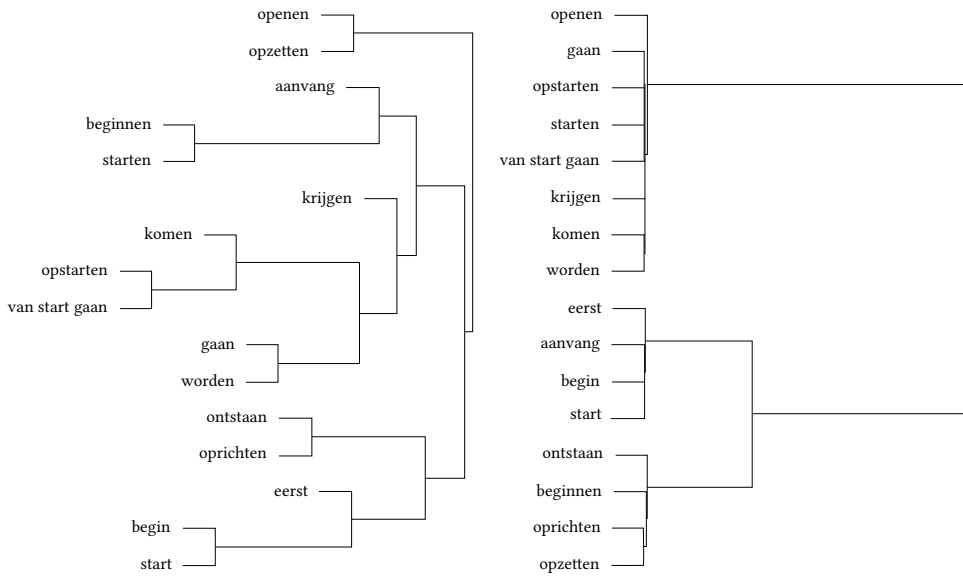 openen
opzetten
aanvang
beginnen
starten
krijgen
komen
opstarten
van start gaan
gaan
worden
ontstaan
oprichten
eerst
begin
start
openen
gaan
opstarten
starten
van start gaan
krijgen
komen
worden
eerst
aanvang
begin
start
ontstaan
beginnen
oprichten
opzetten